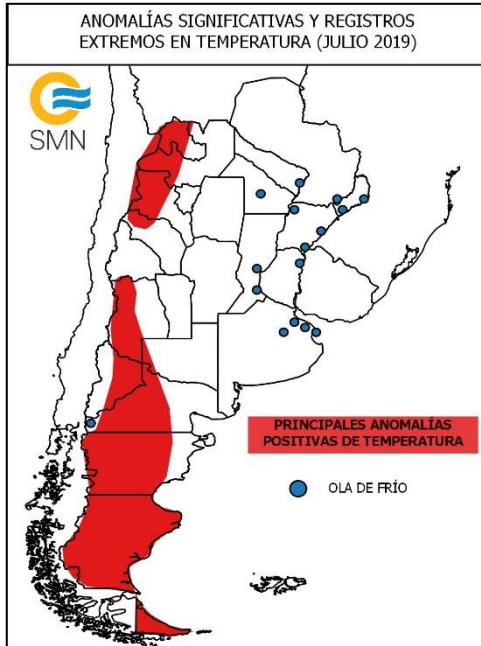 ANOMALÍAS SIGNIFICATIVAS Y REGISTROS
EXTREMOS EN TEMPERATURA (JULIO 2019)
SMN
PRINCIPALES ANOMALÍAS
POSITIVAS DE TEMPERATURA
OLA DE FRÍO